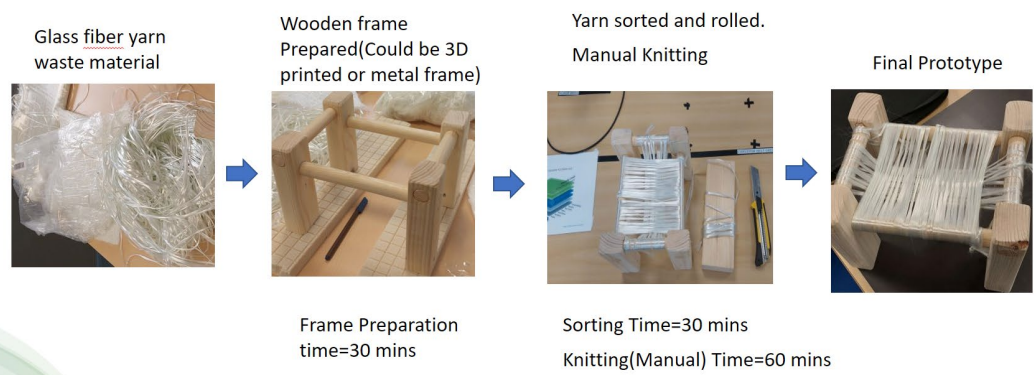 Glass fiber yarn
waste material
Wooden frame
Prepared(Could be 3D
printed or metal frame)
Yarn sorted and rolled.
Manual Knitting
Final Prototype
Frame Preparation
time=30 mins
Sorting Time=30 mins
Knitting(Manual) Time=60 mins